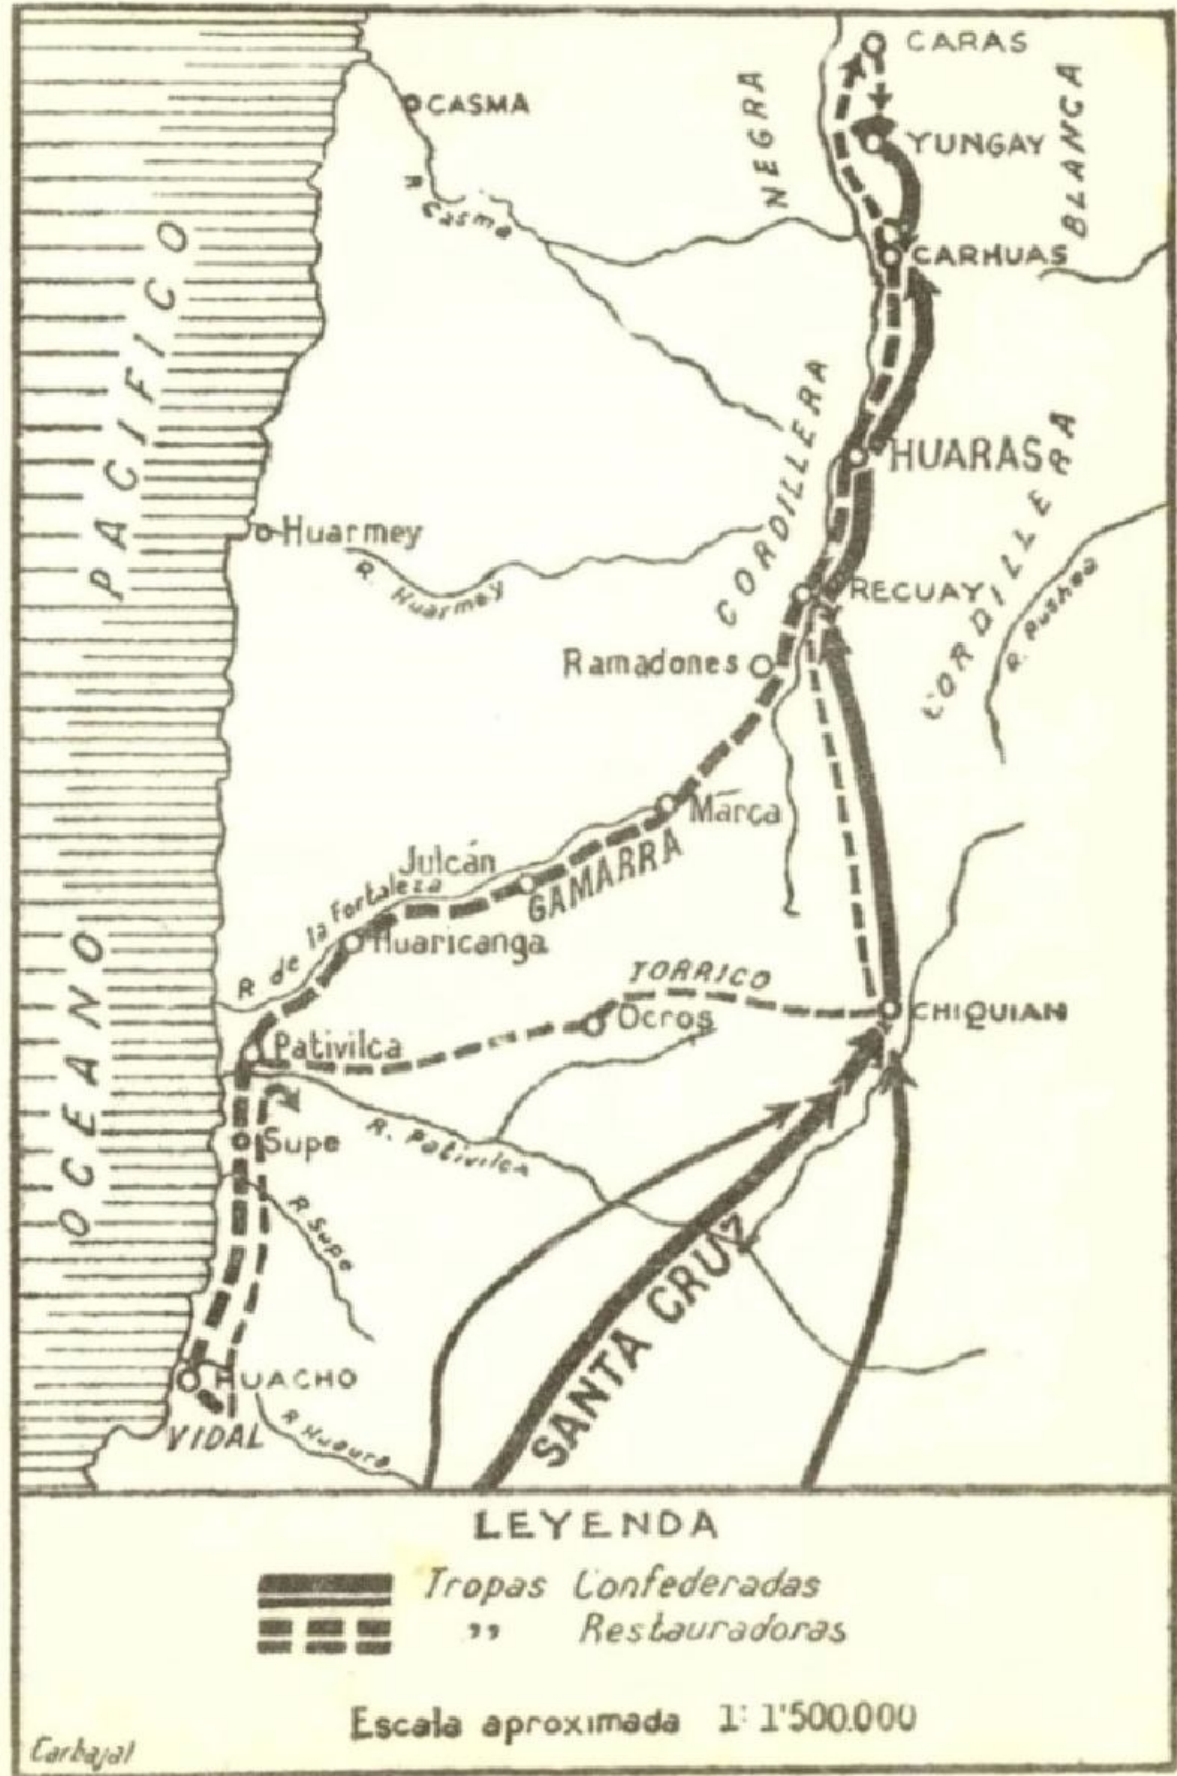 CARAS
CASMA
NEGRA
BLANCA
YUNGAY
R. Casma
CARHUAS
OCEANO PACIFICO
CORDILLERA
HUARAS
CORDILLERA
Huarmey
R. Huarmey
RECUAY
R. Pushca
Ramadones
Marca
Julcán
GAMARRA
R. de la Fortaleza
Huaricanga
TORRICO
Ocros
CHIQUIAN
Pativilca
R. Pativilca
Supe
R. Supe
SANTA CRUZ
HUACHO
VIDAL
R. Huaura
LEYENDA
Tropas Confederadas
,, Restauradoras
Escala aproximada 1: 1'500.000
Carbajal